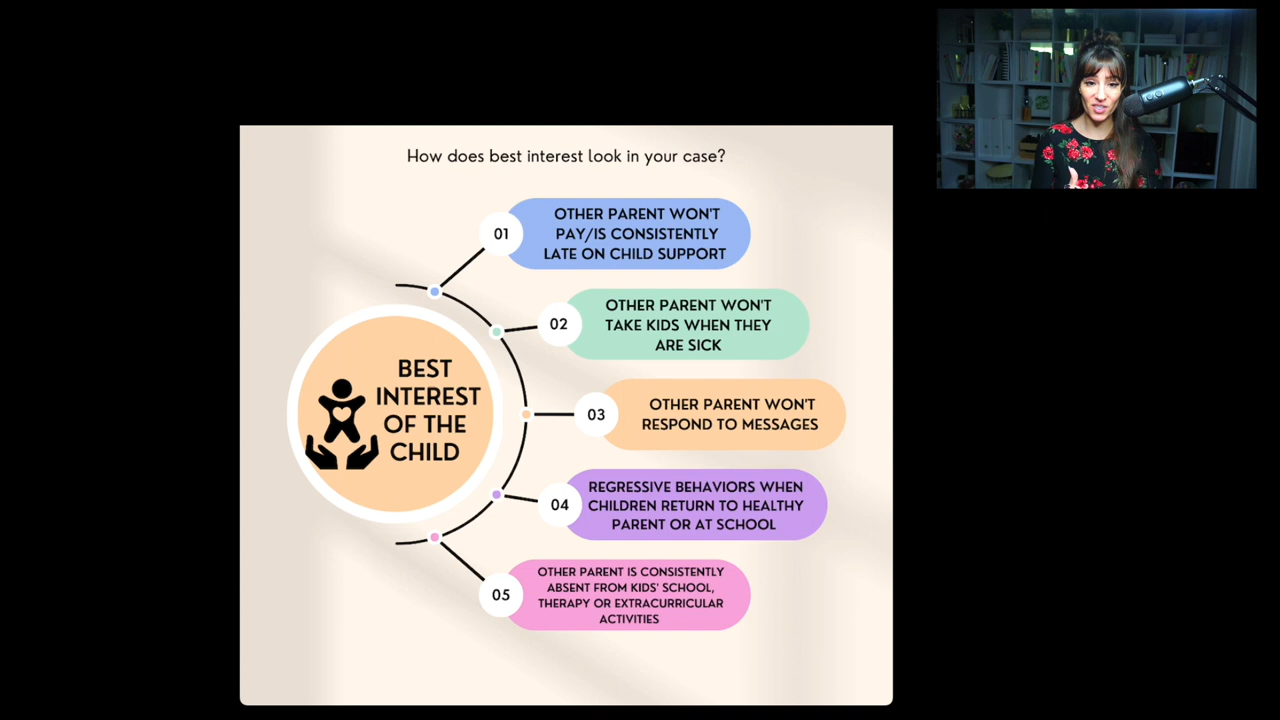 How does best interest look in your case?
01
OTHER PARENT WON'T
PAY/IS CONSISTENTLY
LATE ON CHILD SUPPORT
02
OTHER PARENT WON'T
TAKE KIDS WHEN THEY
ARE SICK
BEST
INTEREST
OF THE
CHILD
03
OTHER PARENT WON'T
RESPOND TO MESSAGES
04
REGRESSIVE BEHAVIORS WHEN
CHILDREN RETURN TO HEALTHY
PARENT OR AT SCHOOL
05
OTHER PARENT IS CONSISTENTLY
ABSENT FROM KIDS' SCHOOL,
THERAPY OR EXTRACURRICULAR
ACTIVITIES